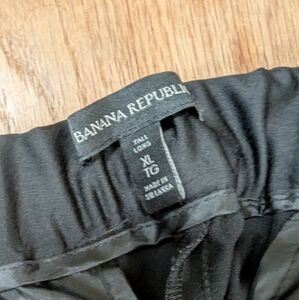 BANANA REPUBLIC
TALL
LONG
XL
TG
MADE IN
SRI LANKA